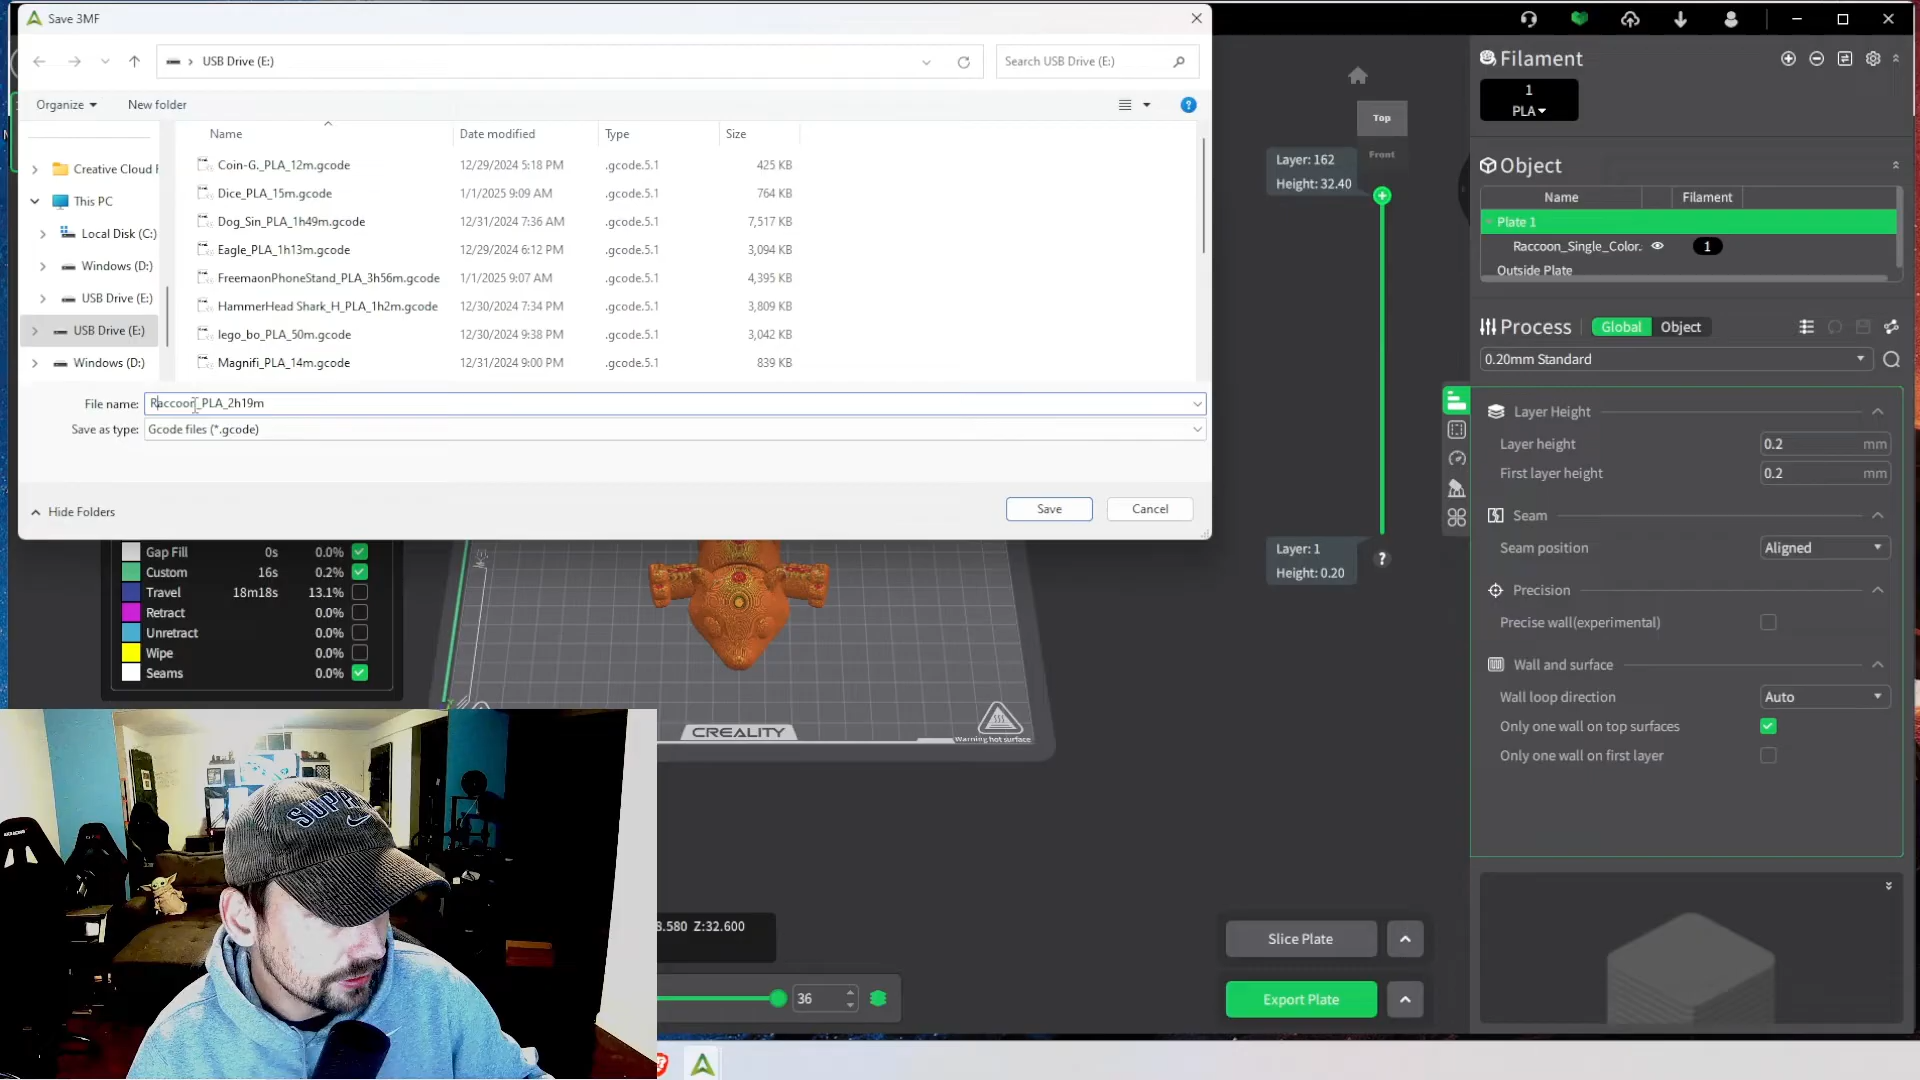 Save 3MF
USB Drive (E:)
Search USB Drive (E:)
Organize
New folder
Name
Date modified
Type
Size
Creative Cloud F
This PC
Local Disk (C:)
Windows (D:)
USB Drive (E:)
USB Drive (E:)
Windows (D:)
Coin-G._PLA_12m.gcode 12/29/2024 5:18 PM .gcode.5.1 425 KB
Dice_PLA_15m.gcode 1/1/2025 9:09 AM .gcode.5.1 764 KB
Dog_Sin_PLA_1h49m.gcode 12/31/2024 7:36 AM .gcode.5.1 7,517 KB
Eagle_PLA_1h13m.gcode 12/29/2024 6:12 PM .gcode.5.1 3,094 KB
FreemaonPhoneStand_PLA_3h56m.gcode 1/1/2025 9:07 AM .gcode.5.1 4,395 KB
HammerHead Shark_H_PLA_1h2m.gcode 12/30/2024 7:34 PM .gcode.5.1 3,809 KB
lego_bo_PLA_50m.gcode 12/30/2024 9:38 PM .gcode.5.1 3,042 KB
Magnifi_PLA_14m.gcode 12/31/2024 9:00 PM .gcode.5.1 839 KB
File name: Raccoon_PLA_2h19m
Save as type: Gcode files (*.gcode)
Hide Folders
Save
Cancel
Gap Fill 0s 0.0%
Custom 16s 0.2%
Travel 18m18s 13.1%
Retract 0.0%
Unretract 0.0%
Wipe 0.0%
Seams 0.0%
Top
Front
Layer: 162
Height: 32.40
Layer: 1
Height: 0.20
?
CREALITY
Warning hot surface
SUPPLY
8.580 Z:32.600
36
Slice Plate
Export Plate
Filament
1
PLA
Object
Name
Filament
Plate 1
Raccoon_Single_Color.
1
Outside Plate
Process
Global
Object
0.20mm Standard
Layer Height
Layer height 0.2 mm
First layer height 0.2 mm
Seam
Seam position Aligned
Precision
Precise wall(experimental)
Wall and surface
Wall loop direction Auto
Only one wall on top surfaces
Only one wall on first layer